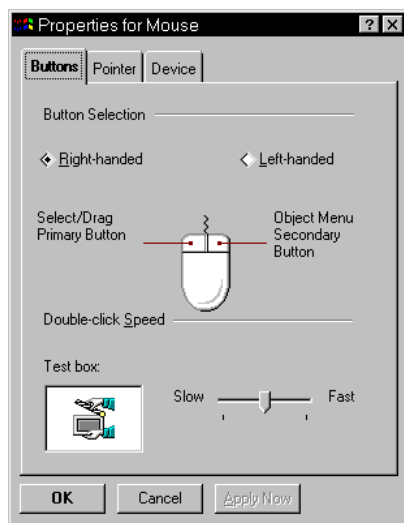 Properties for Mouse
Buttons Pointer Device
Button Selection
Right-handed Left-handed
Select/Drag
Primary Button
Object Menu
Secondary
Button
Double-click Speed
Test box:
Slow Fast
OK Cancel Apply Now